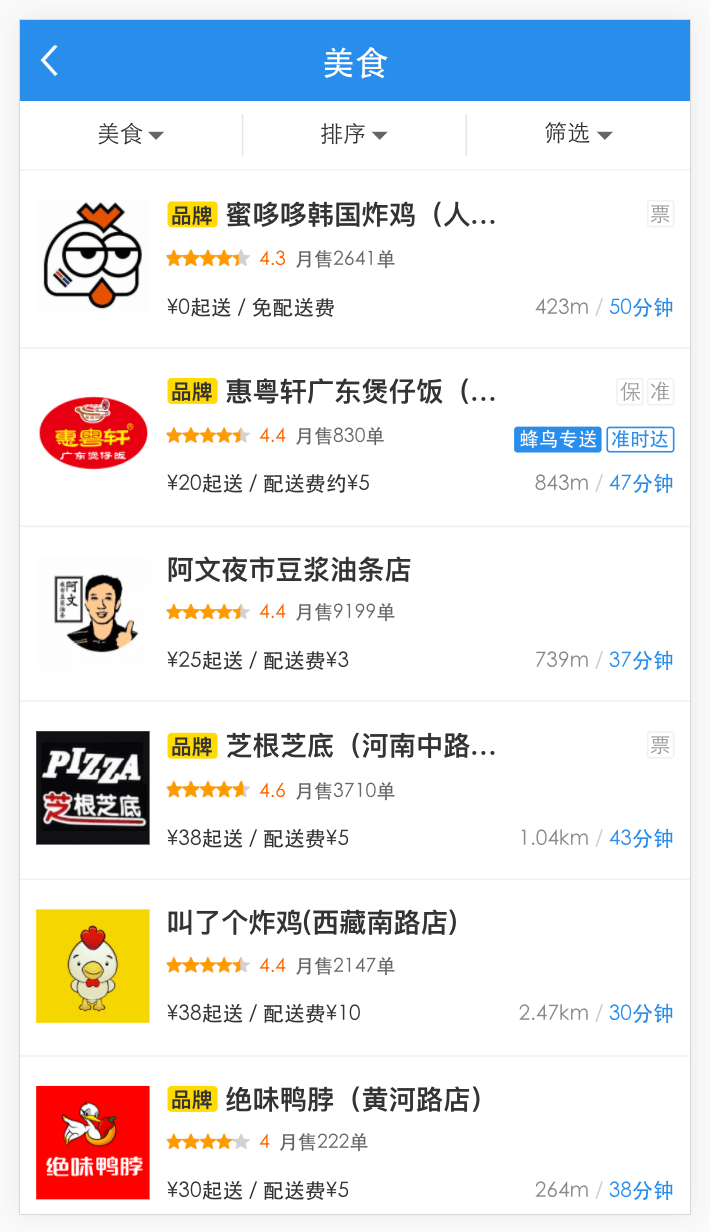 美食
美食 排序 筛选
品牌 蜜哆哆韩国炸鸡（人... 票
4.3 月售2641单
¥0起送 / 免配送费 423m / 50分钟
品牌 惠粤轩广东煲仔饭（... 保 准
惠粤轩®
广东煲仔饭
4.4 月售830单 蜂鸟专送 准时达
¥20起送 / 配送费约¥5 843m / 47分钟
阿文夜市豆浆油条店
阿文
夜市豆浆油条
4.4 月售9199单
¥25起送 / 配送费¥3 739m / 37分钟
品牌 芝根芝底（河南中路... 票
PIZZA
芝根芝底
4.6 月售3710单
¥38起送 / 配送费¥5 1.04km / 43分钟
叫了个炸鸡(西藏南路店)
4.4 月售2147单
¥38起送 / 配送费¥10 2.47km / 30分钟
品牌 绝味鸭脖（黄河路店）
绝味鸭脖
4 月售222单
¥30起送 / 配送费¥5 264m / 38分钟